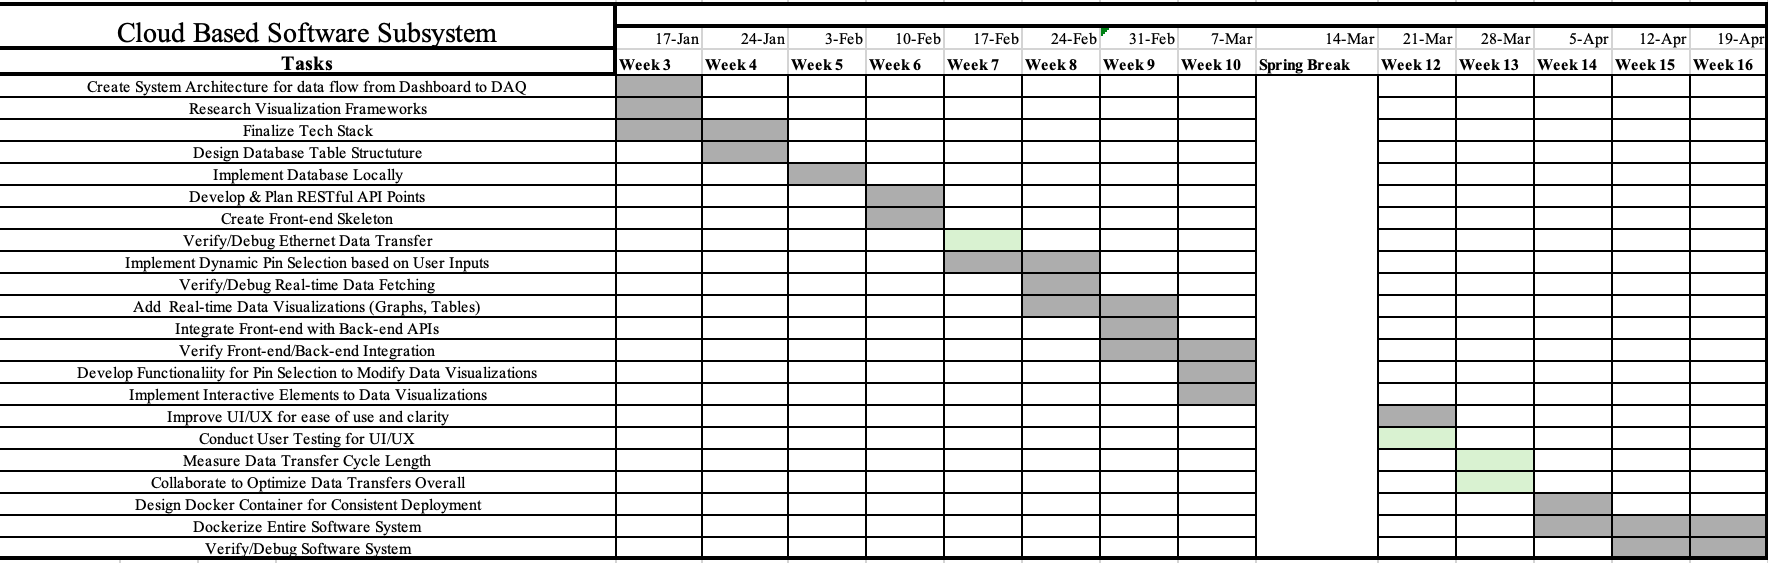 Cloud Based Software Subsystem
17-Jan 24-Jan 3-Feb 10-Feb 17-Feb 24-Feb 31-Feb 7-Mar 14-Mar 21-Mar 28-Mar 5-Apr 12-Apr 19-Apr
Tasks Week 3 Week 4 Week 5 Week 6 Week 7 Week 8 Week 9 Week 10 Spring Break Week 12 Week 13 Week 14 Week 15 Week 16
Create System Architecture for data flow from Dashboard to DAQ
Research Visualization Frameworks
Finalize Tech Stack
Design Database Table Structuture
Implement Database Locally
Develop & Plan RESTful API Points
Create Front-end Skeleton
Verify/Debug Ethernet Data Transfer
Implement Dynamic Pin Selection based on User Inputs
Verify/Debug Real-time Data Fetching
Add  Real-time Data Visualizations (Graphs, Tables)
Integrate Front-end with Back-end APIs
Verify Front-end/Back-end Integration
Develop Functionaliity for Pin Selection to Modify Data Visualizations
Implement Interactive Elements to Data Visualizations
Improve UI/UX for ease of use and clarity
Conduct User Testing for UI/UX
Measure Data Transfer Cycle Length
Collaborate to Optimize Data Transfers Overall
Design Docker Container for Consistent Deployment
Dockerize Entire Software System
Verify/Debug Software System